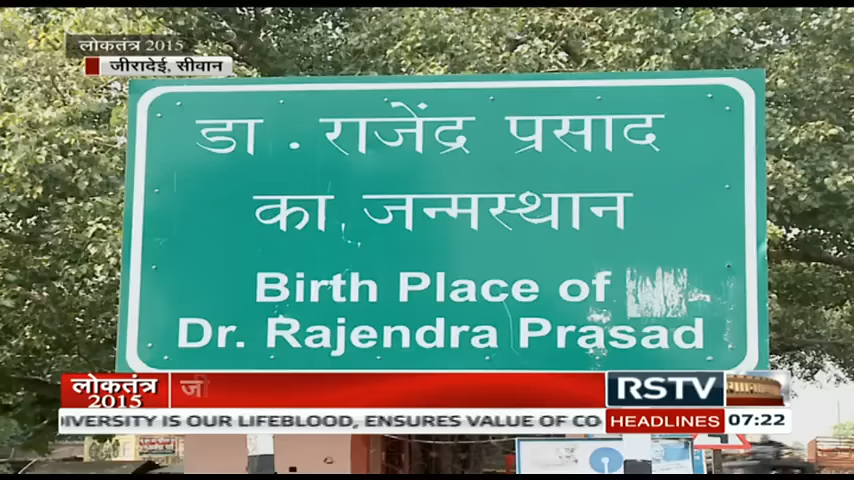 लोकतंत्र 2015
जीरादेई, सीवान
डा . राजेंद्र प्रसाद
का जन्मस्थान
Birth Place of
Dr. Rajendra Prasad
लोकतंत्र
2015
जी
RSTV
DIVERSITY IS OUR LIFEBLOOD, ENSURES VALUE OF CO
HEADLINES
07:22